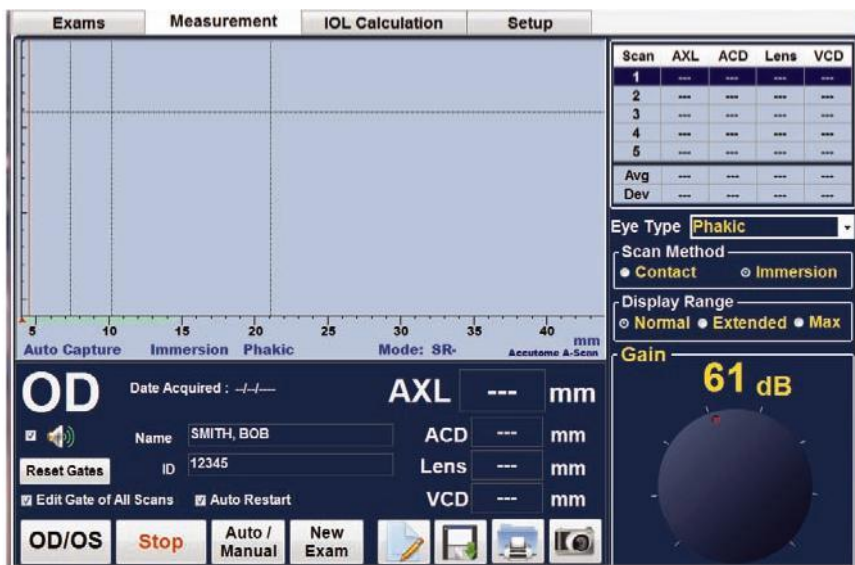 Exams Measurement IOL Calculation Setup
Scan AXL ACD Lens VCD
1 --- --- --- ---
2 --- --- --- ---
3 --- --- --- ---
4 --- --- --- ---
5 --- --- --- ---
Avg --- --- --- ---
Dev --- --- --- ---
Eye Type Phakic
Scan Method
Contact Immersion
Display Range
Normal Extended Max
Gain
61 dB
5 10 15 20 25 30 35 40 mm
Auto Capture Immersion Phakic Mode: SR- Accutome A-Scan
OD Date Acquired : --/--/---- AXL --- mm
Name SMITH, BOB ACD --- mm
Reset Gates ID 12345 Lens --- mm
Edit Gate of All Scans Auto Restart VCD --- mm
OD/OS Stop Auto / Manual New Exam